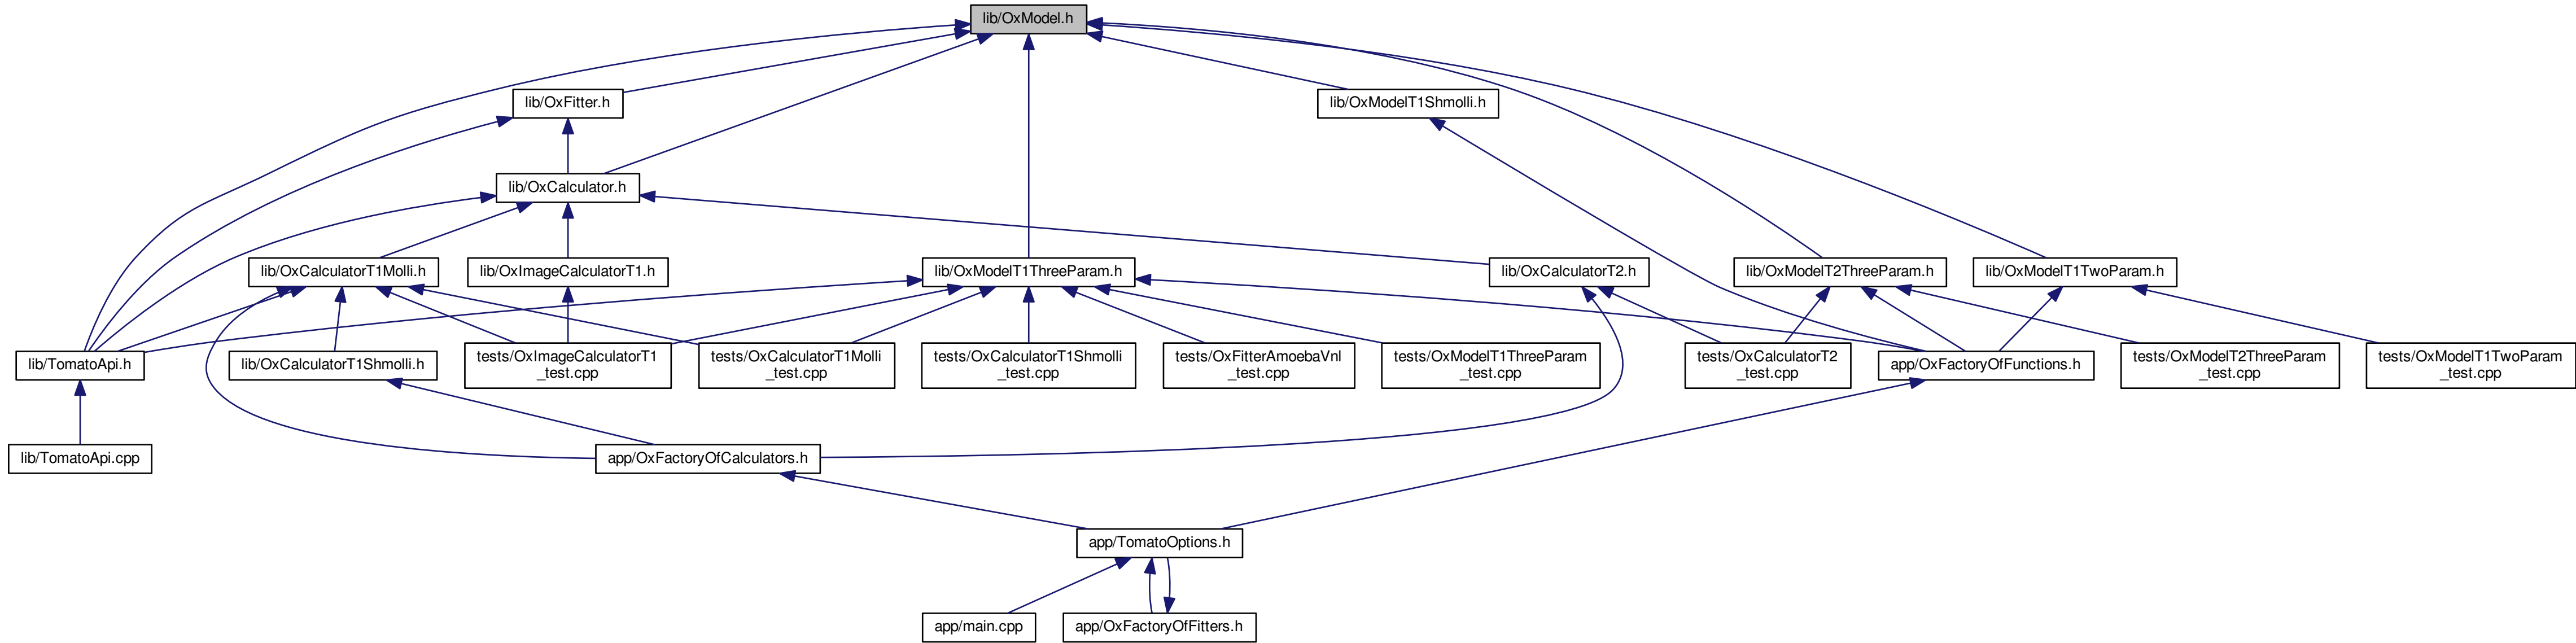 lib/OxModel.h
lib/OxFitter.h
lib/OxModelT1Shmolli.h
lib/OxCalculator.h
lib/OxCalculatorT1Molli.h
lib/OxImageCalculatorT1.h
lib/OxModelT1ThreeParam.h
lib/OxCalculatorT2.h
lib/OxModelT2ThreeParam.h
lib/OxModelT1TwoParam.h
lib/TomatoApi.h
lib/OxCalculatorT1Shmolli.h
tests/OxImageCalculatorT1
_test.cpp
tests/OxCalculatorT1Molli
_test.cpp
tests/OxCalculatorT1Shmolli
_test.cpp
tests/OxFitterAmoebaVnl
_test.cpp
tests/OxModelT1ThreeParam
_test.cpp
tests/OxCalculatorT2
_test.cpp
app/OxFactoryOfFunctions.h
tests/OxModelT2ThreeParam
_test.cpp
tests/OxModelT1TwoParam
_test.cpp
lib/TomatoApi.cpp
app/OxFactoryOfCalculators.h
app/TomatoOptions.h
app/main.cpp
app/OxFactoryOfFitters.h